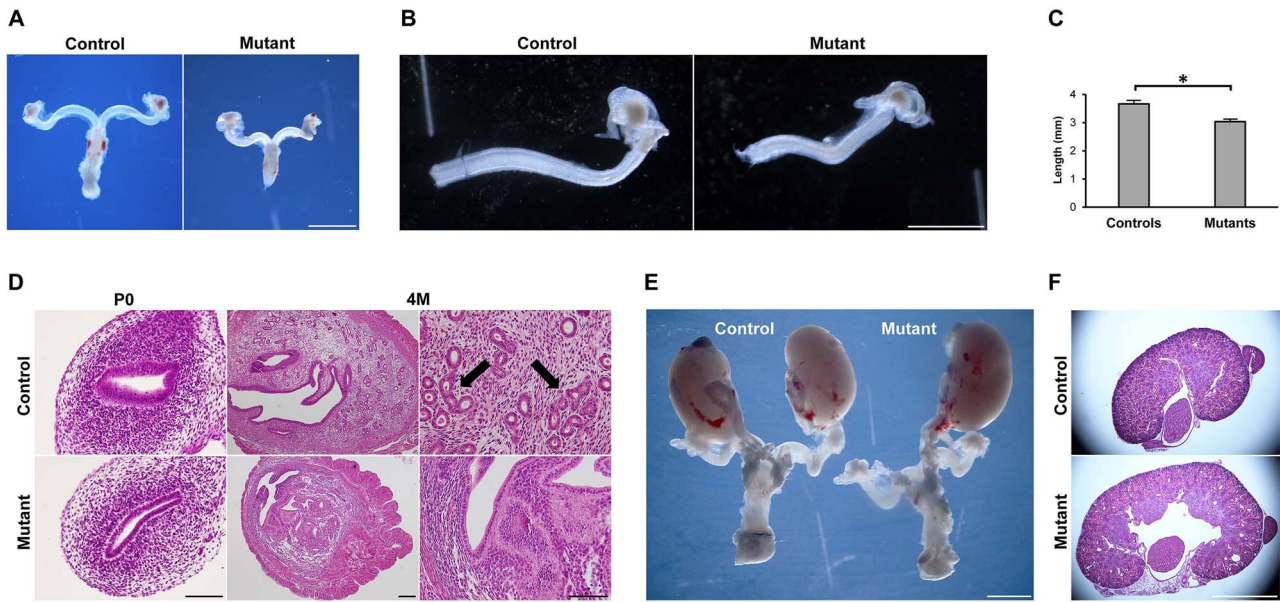 A
Control
Mutant
B
Control
Mutant
C
*
4
3
2
1
0
Length (mm)
Controls
Mutants
D
P0
4M
Control
Mutant
E
Control
Mutant
F
Control
Mutant